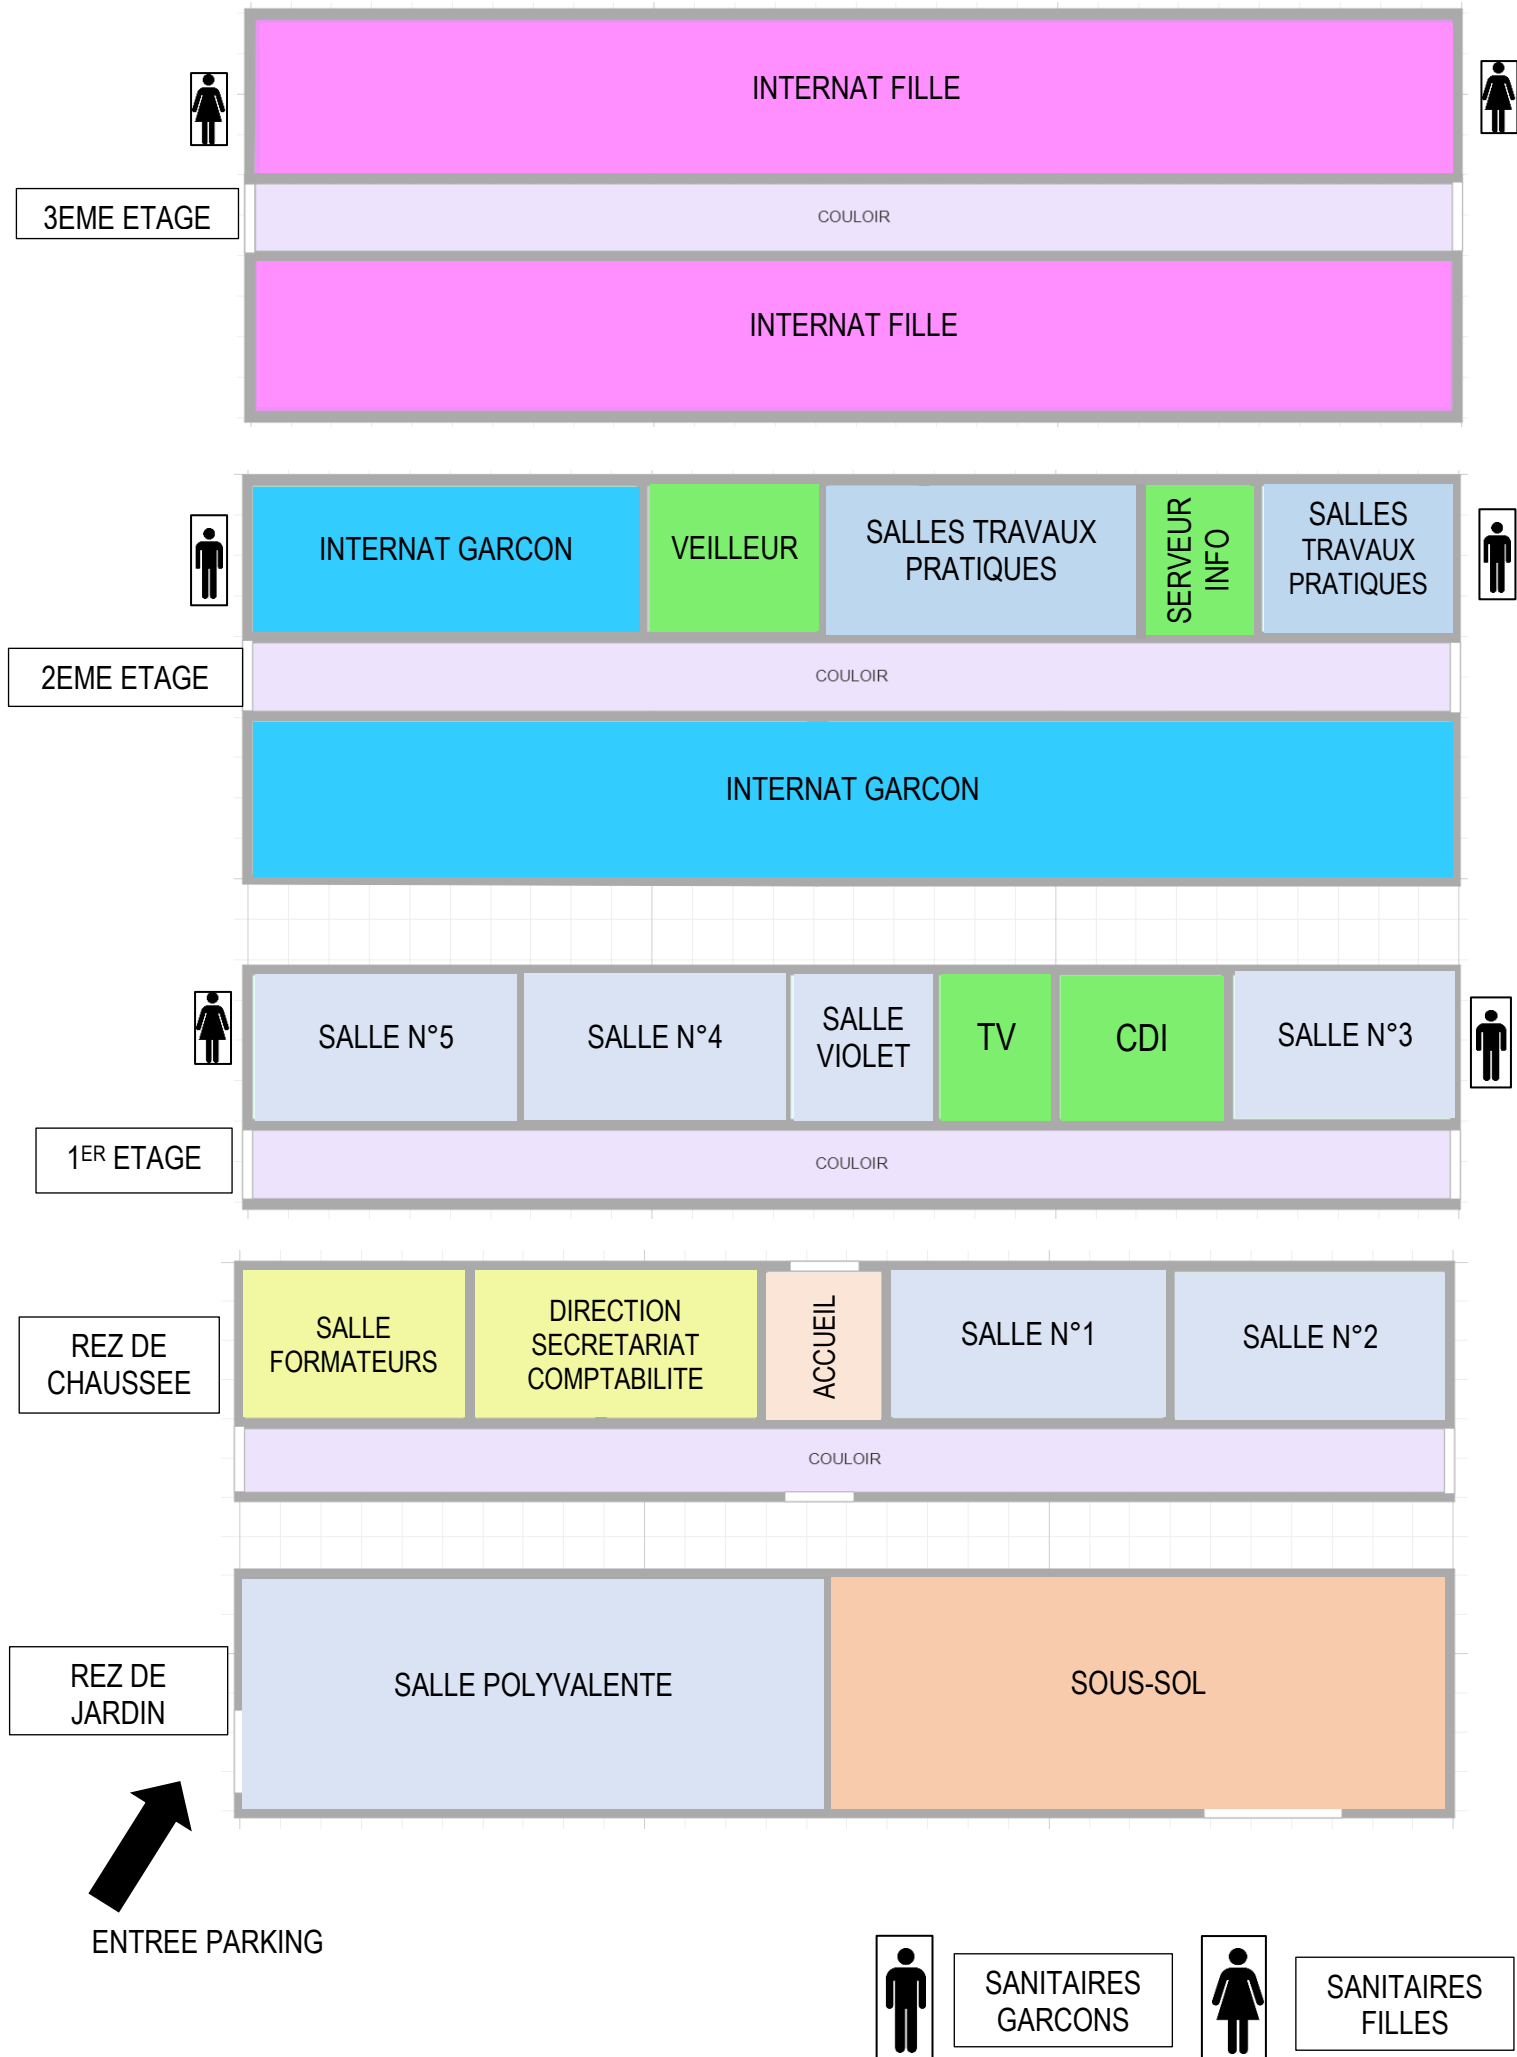 INTERNAT FILLE
3EME ETAGE
COULOIR
INTERNAT FILLE
INTERNAT GARCON
VEILLEUR
SALLES TRAVAUX
PRATIQUES
SERVEUR
INFO
SALLES
TRAVAUX
PRATIQUES
2EME ETAGE
COULOIR
INTERNAT GARCON
SALLE N°5
SALLE N°4
SALLE
VIOLET
TV
CDI
SALLE N°3
1ER ETAGE
COULOIR
REZ DE
CHAUSSEE
SALLE
FORMATEURS
DIRECTION
SECRETARIAT
COMPTABILITE
ACCUEIL
SALLE N°1
SALLE N°2
COULOIR
REZ DE
JARDIN
SALLE POLYVALENTE
SOUS-SOL
ENTREE PARKING
SANITAIRES
GARCONS
SANITAIRES
FILLES